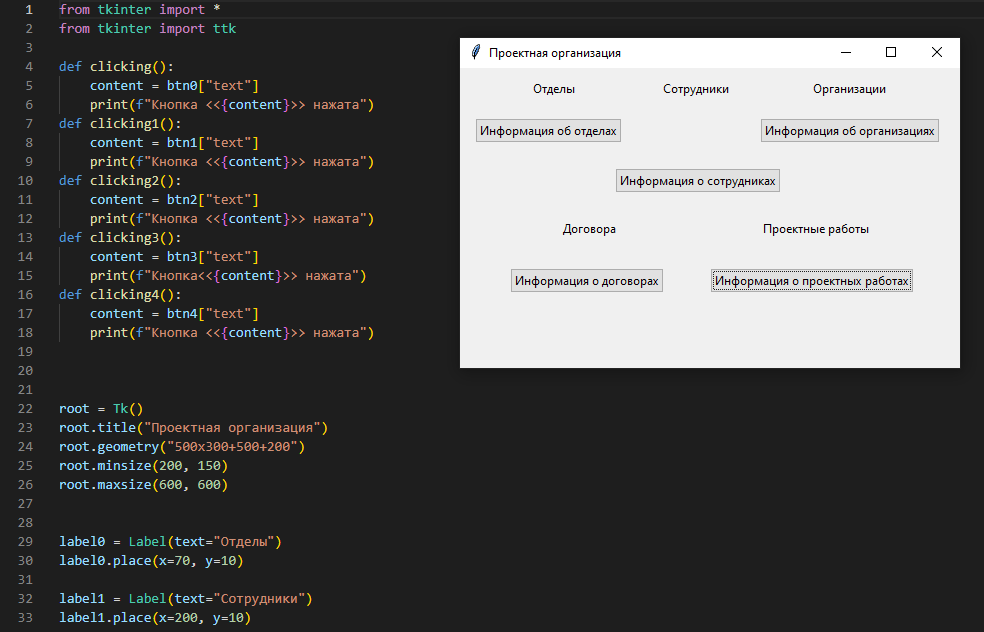 1 from tkinter import *
2 from tkinter import ttk
3
4 def clicking():
5 content = btn0["text"]
6 print(f"Кнопка <<{content}>> нажата")
7 def clicking1():
8 content = btn1["text"]
9 print(f"Кнопка <<{content}>> нажата")
10 def clicking2():
11 content = btn2["text"]
12 print(f"Кнопка <<{content}>> нажата")
13 def clicking3():
14 content = btn3["text"]
15 print(f"Кнопка<<{content}>> нажата")
16 def clicking4():
17 content = btn4["text"]
18 print(f"Кнопка <<{content}>> нажата")
19
20
21
22 root = Tk()
23 root.title("Проектная организация")
24 root.geometry("500x300+500+200")
25 root.minsize(200, 150)
26 root.maxsize(600, 600)
27
28
29 label0 = Label(text="Отделы")
30 label0.place(x=70, y=10)
31
32 label1 = Label(text="Сотрудники")
33 label1.place(x=200, y=10)
Проектная организация
Отделы Сотрудники Организации
Информация об отделах Информация об организациях
Информация о сотрудниках
Договора Проектные работы
Информация о договорах Информация о проектных работах